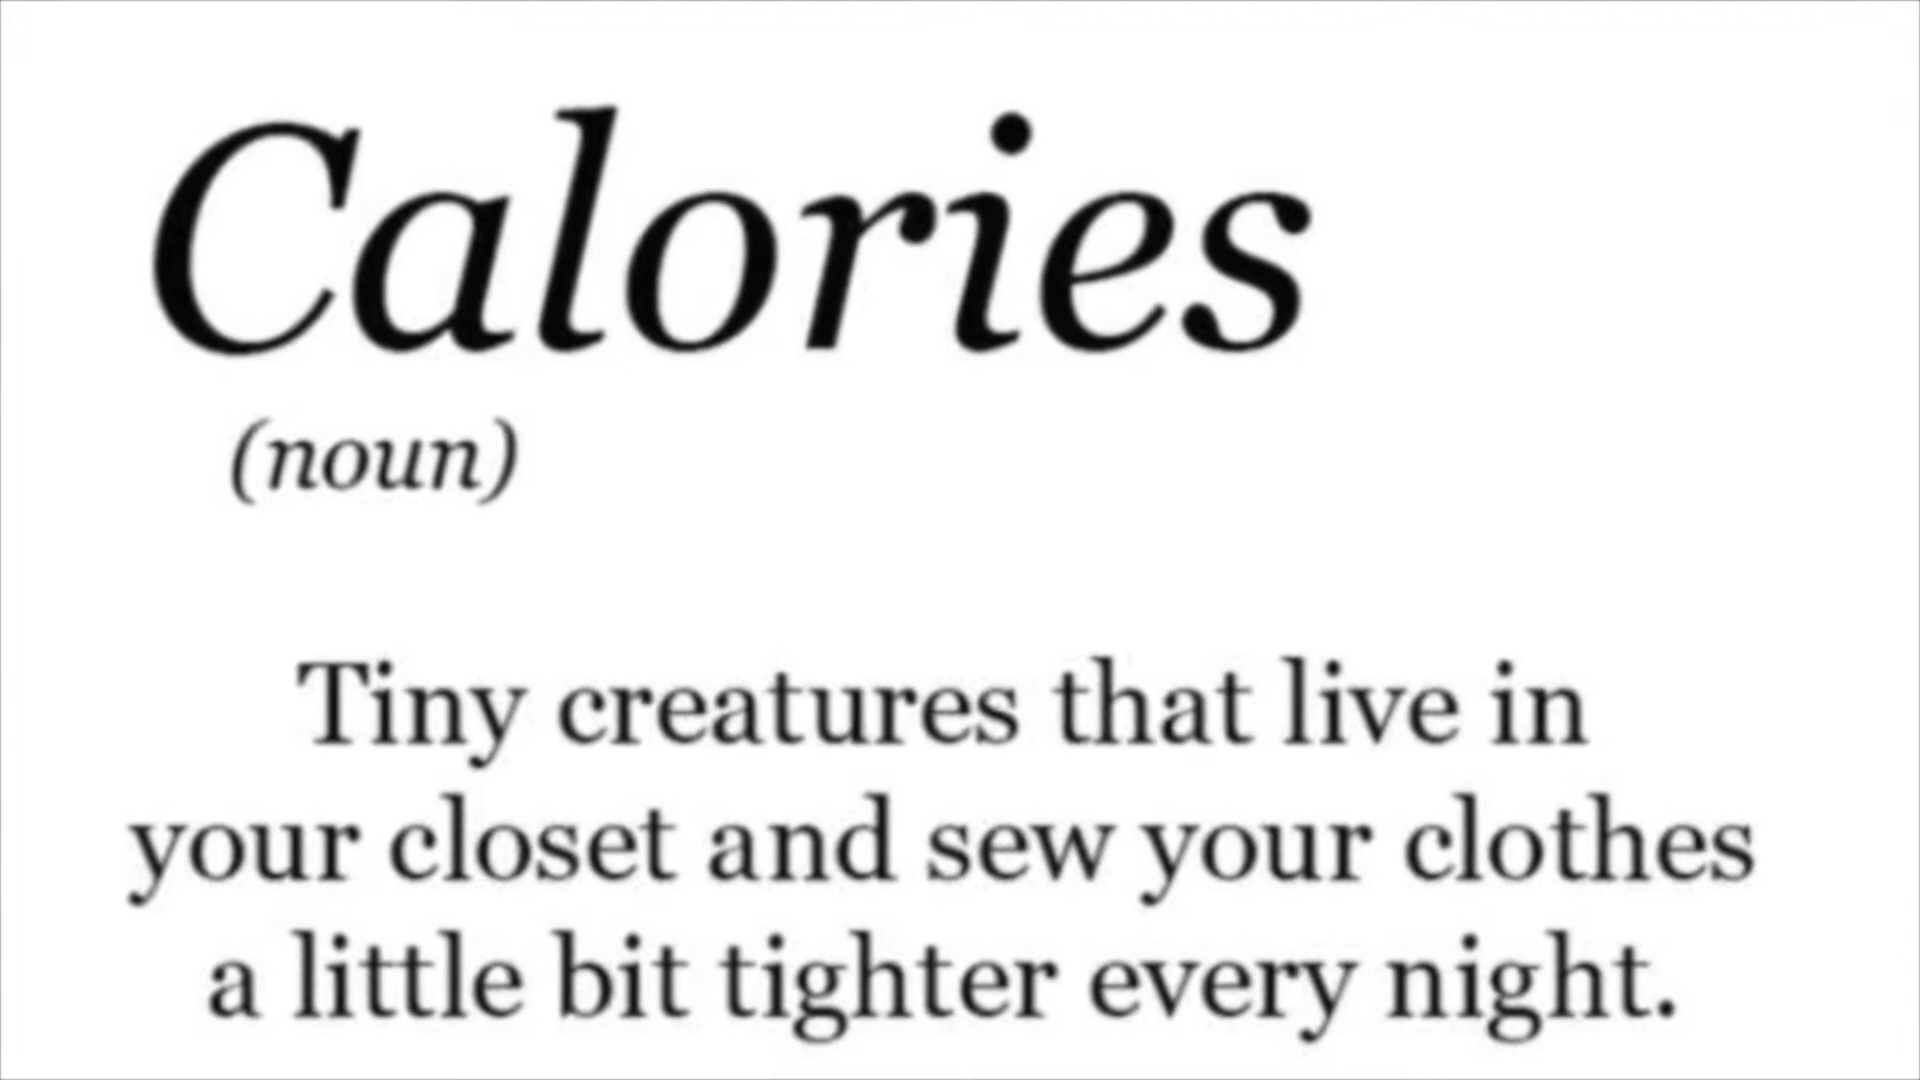 Calories
(noun)
Tiny creatures that live in
your closet and sew your clothes
a little bit tighter every night.